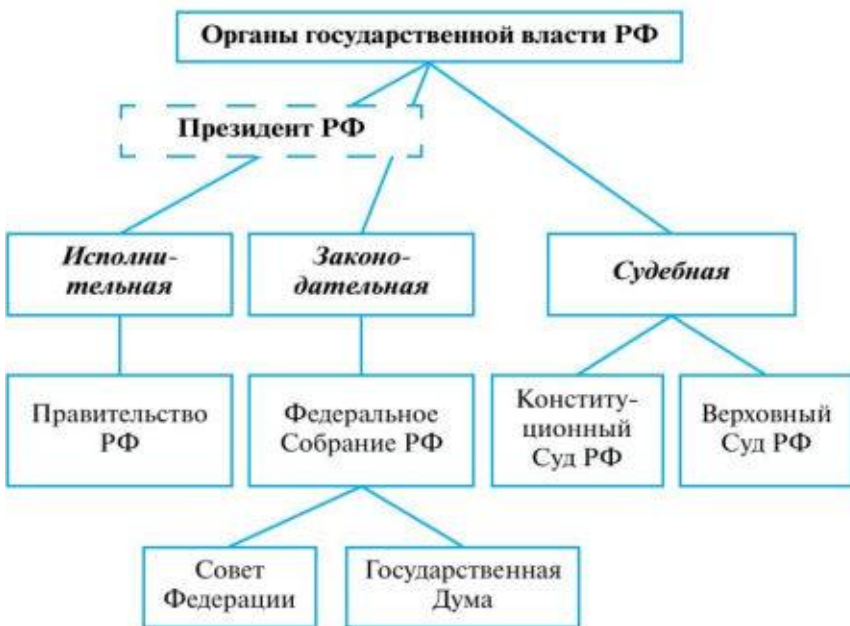 Органы государственной власти РФ
Президент РФ
Исполни-
тельная
Законо-
дательная
Судебная
Правительство
РФ
Федеральное
Собрание РФ
Конститу-
ционный
Суд РФ
Верховный
Суд РФ
Совет
Федерации
Государственная
Дума